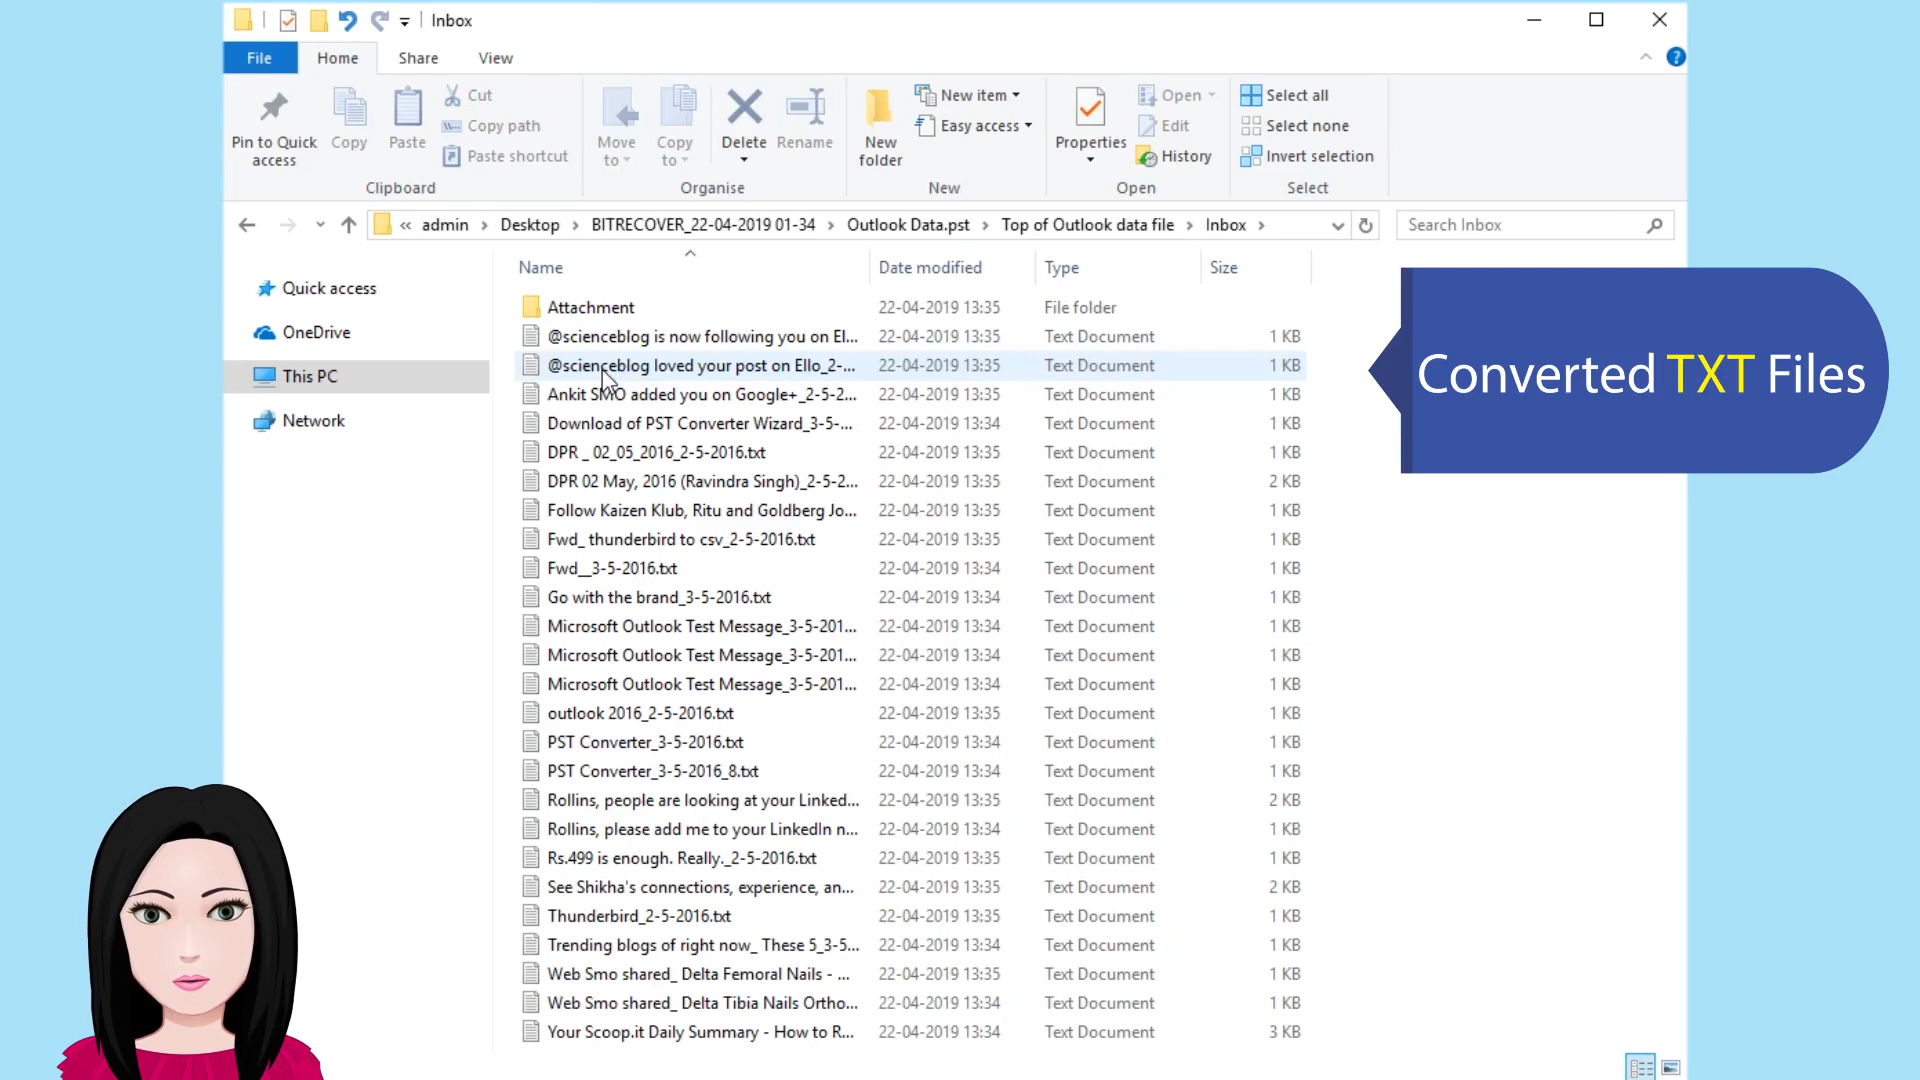 Inbox
File Home Share View
Pin to Quick access
Copy
Paste
Cut
Copy path
Paste shortcut
Clipboard
Move to
Copy to
Delete
Rename
Organise
New folder
New item
Easy access
New
Properties
Open
Edit
History
Open
Select all
Select none
Invert selection
Select
« admin › Desktop › BITRECOVER_22-04-2019 01-34 › Outlook Data.pst › Top of Outlook data file › Inbox ›
Search Inbox
Quick access
OneDrive
This PC
Network
Name Date modified Type Size
Attachment 22-04-2019 13:35 File folder
@scienceblog is now following you on El... 22-04-2019 13:35 Text Document 1 KB
@scienceblog loved your post on Ello_2-... 22-04-2019 13:35 Text Document 1 KB
Ankit SMO added you on Google+_2-5-2... 22-04-2019 13:35 Text Document 1 KB
Download of PST Converter Wizard_3-5-... 22-04-2019 13:34 Text Document 1 KB
DPR _ 02_05_2016_2-5-2016.txt 22-04-2019 13:35 Text Document 1 KB
DPR 02 May, 2016 (Ravindra Singh)_2-5-2... 22-04-2019 13:35 Text Document 2 KB
Follow Kaizen Klub, Ritu and Goldberg Jo... 22-04-2019 13:35 Text Document 1 KB
Fwd_ thunderbird to csv_2-5-2016.txt 22-04-2019 13:35 Text Document 1 KB
Fwd__3-5-2016.txt 22-04-2019 13:34 Text Document 1 KB
Go with the brand_3-5-2016.txt 22-04-2019 13:34 Text Document 1 KB
Microsoft Outlook Test Message_3-5-201... 22-04-2019 13:34 Text Document 1 KB
Microsoft Outlook Test Message_3-5-201... 22-04-2019 13:34 Text Document 1 KB
Microsoft Outlook Test Message_3-5-201... 22-04-2019 13:34 Text Document 1 KB
outlook 2016_2-5-2016.txt 22-04-2019 13:35 Text Document 1 KB
PST Converter_3-5-2016.txt 22-04-2019 13:34 Text Document 1 KB
PST Converter_3-5-2016_8.txt 22-04-2019 13:34 Text Document 1 KB
Rollins, people are looking at your Linked... 22-04-2019 13:35 Text Document 2 KB
Rollins, please add me to your LinkedIn n... 22-04-2019 13:34 Text Document 1 KB
Rs.499 is enough. Really._2-5-2016.txt 22-04-2019 13:35 Text Document 1 KB
See Shikha's connections, experience, an... 22-04-2019 13:35 Text Document 2 KB
Thunderbird_2-5-2016.txt 22-04-2019 13:35 Text Document 1 KB
Trending blogs of right now_ These 5_3-5... 22-04-2019 13:34 Text Document 1 KB
Web Smo shared_ Delta Femoral Nails - ... 22-04-2019 13:35 Text Document 1 KB
Web Smo shared_ Delta Tibia Nails Ortho... 22-04-2019 13:34 Text Document 1 KB
Your Scoop.it Daily Summary - How to R... 22-04-2019 13:34 Text Document 3 KB
Converted TXT Files